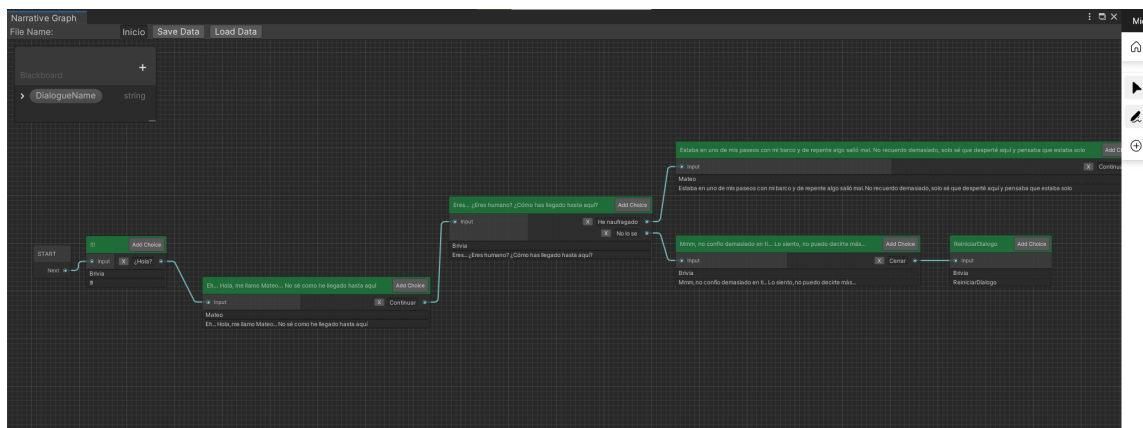 Narrative Graph
File Name: Inicio Save Data Load Data
Blackboard
+
DialogueName string
START
Next
!!!
Add Choice
Input X ¿Hola?
Brivia
Eh... Hola, me llamo Mateo... No sé como he llegado hasta aquí Add Choice
Input X Continuar
Mateo
Eh... Hola, me llamo Mateo... No sé como he llegado hasta aquí
Eres... ¿Eres humano? ¿Cómo has llegado hasta aquí? Add Choice
Input X He naufragado
X No lo se
Brivia
Eres... ¿Eres humano? ¿Cómo has llegado hasta aquí?
Estaba en uno de mis paseos con mi barco y de repente algo salió mal. No recuerdo demasiado, solo sé que desperté aquí y pensaba que estaba solo Add
Input X Continu
Mateo
Estaba en uno de mis paseos con mi barco y de repente algo salió mal. No recuerdo demasiado, solo sé que desperté aquí y pensaba que estaba solo
Mmm, no confío demasiado en ti... Lo siento, no puedo decirte más... Add Choice
Input X Cerrar
Brivia
Mmm, no confío demasiado en ti... Lo siento, no puedo decirte más...
ReiniciarDialogo Add Choice
Input
Brivia
ReiniciarDialogo